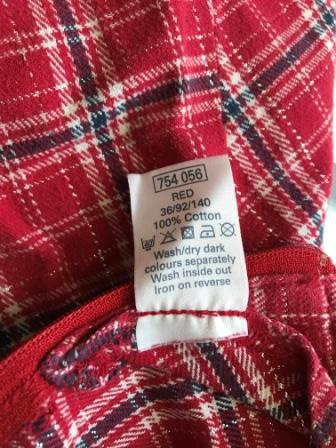 754 056
RED
36/92/140
100% Cotton
Wash/dry dark
colours separately
Wash inside out
Iron on reverse